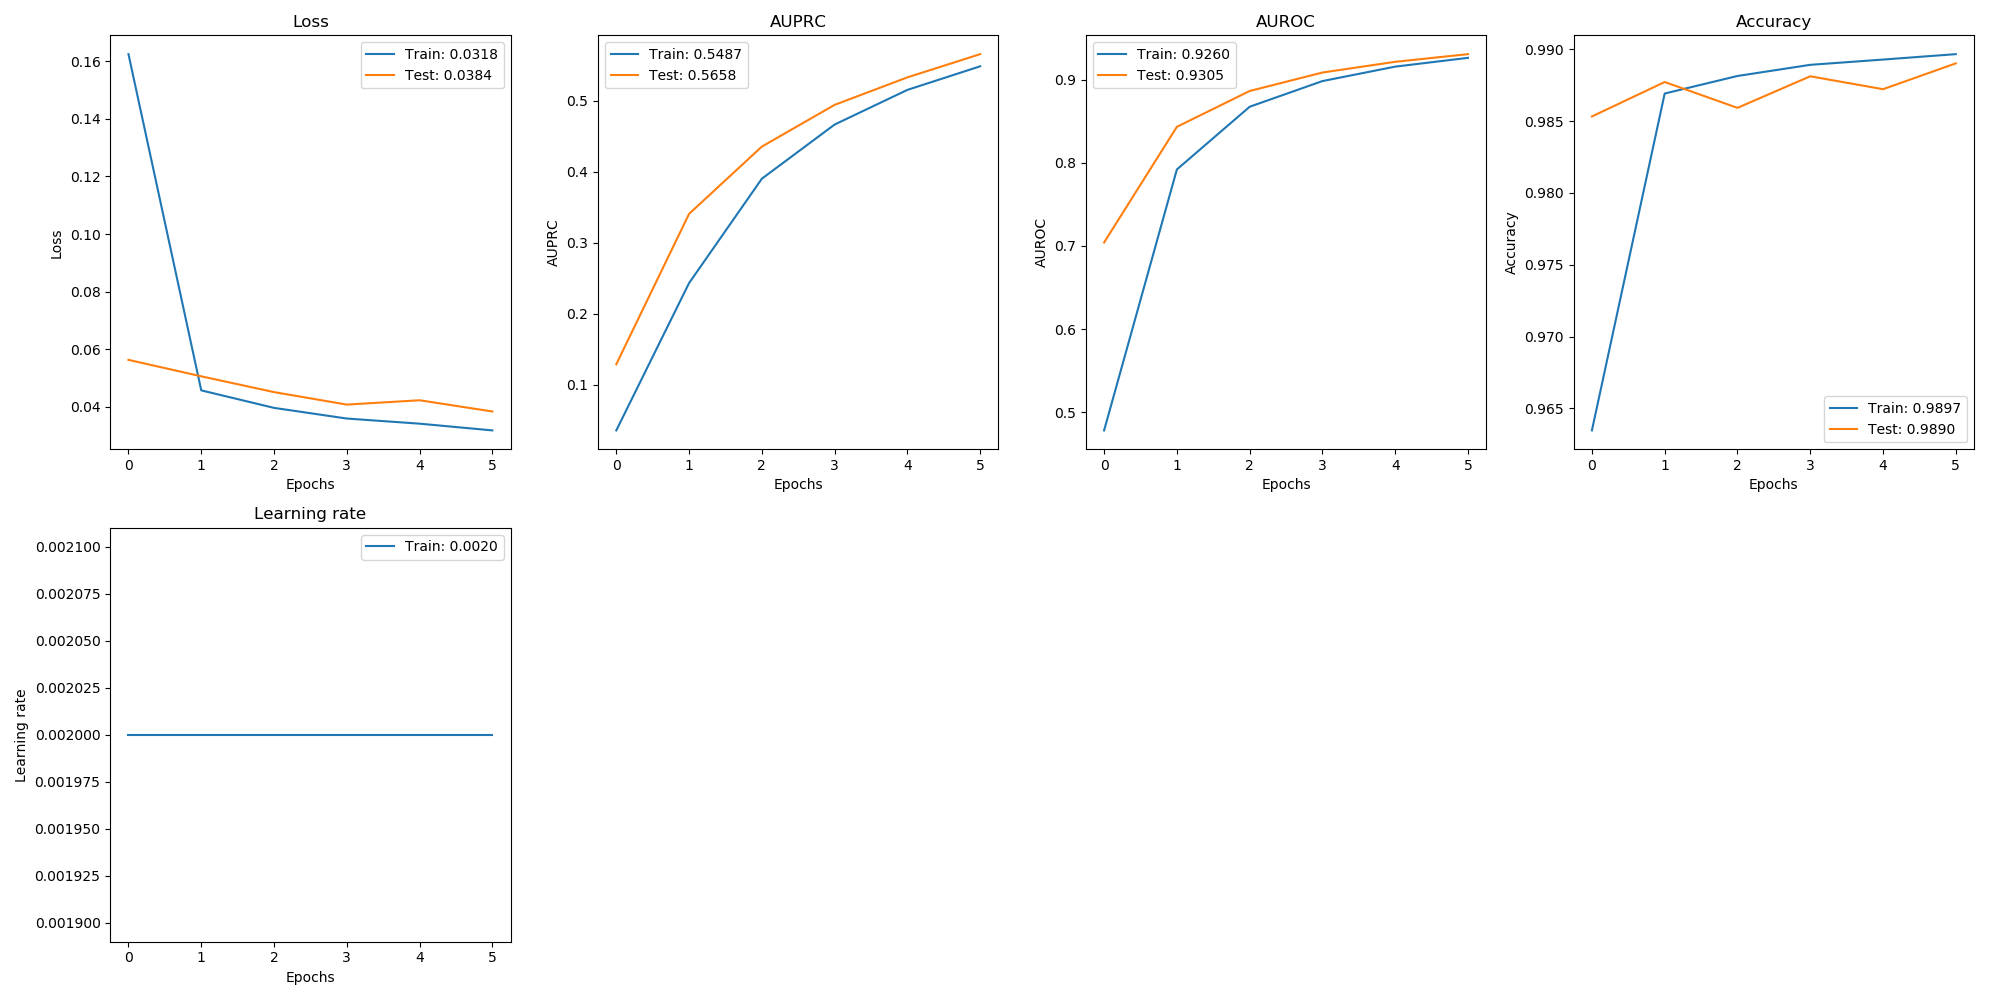 Loss
Train: 0.0318
Test: 0.0384
0.16
0.14
0.12
0.10
0.08
0.06
0.04
Loss
0 1 2 3 4 5
Epochs
AUPRC
Train: 0.5487
Test: 0.5658
0.5
0.4
0.3
0.2
0.1
AUPRC
0 1 2 3 4 5
Epochs
AUROC
Train: 0.9260
Test: 0.9305
0.9
0.8
0.7
0.6
0.5
AUROC
0 1 2 3 4 5
Epochs
Accuracy
0.990
0.985
0.980
0.975
0.970
0.965
Accuracy
Train: 0.9897
Test: 0.9890
0 1 2 3 4 5
Epochs
Learning rate
Train: 0.0020
0.002100
0.002075
0.002050
0.002025
0.002000
0.001975
0.001950
0.001925
0.001900
Learning rate
0 1 2 3 4 5
Epochs